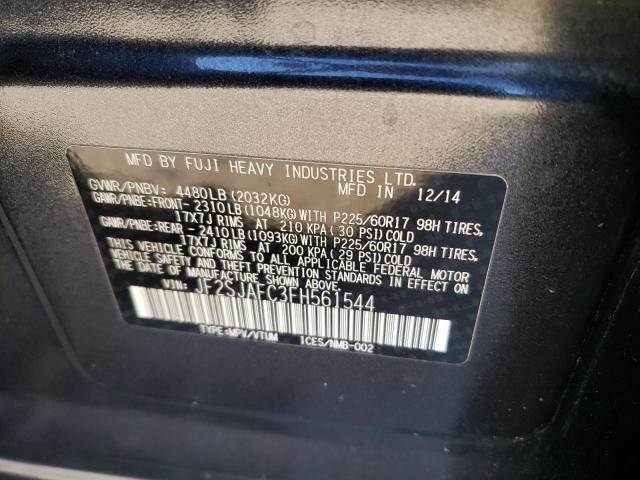 MFD BY FUJI HEAVY INDUSTRIES LTD.
MFD IN 12/14
GVWR/PNBV: 4480LB(2032KG)
GAWR/PNBE:FRONT-2310LB(1048KG)WITH P225/60R17 98H TIRES,
17X7J RIMS AT 210 KPA(30 PSI)COLD
GAWR/PNBE:REAR -2410LB(1093KG)WITH P225/60R17 98H TIRES,
17X7J RIMS AT 200 KPA(29 PSI)COLD
THIS VEHICLE CONFORMS TO ALL APPLICABLE FEDERAL MOTOR
VEHICLE SAFETY AND BUMPER STANDARDS IN EFFECT ON
THE DATE OF MANUFACTURE SHOWN ABOVE.
VIN: JF2SJAFC3FH561544
TYPE-MPV/VTUM ICES/NMB-002